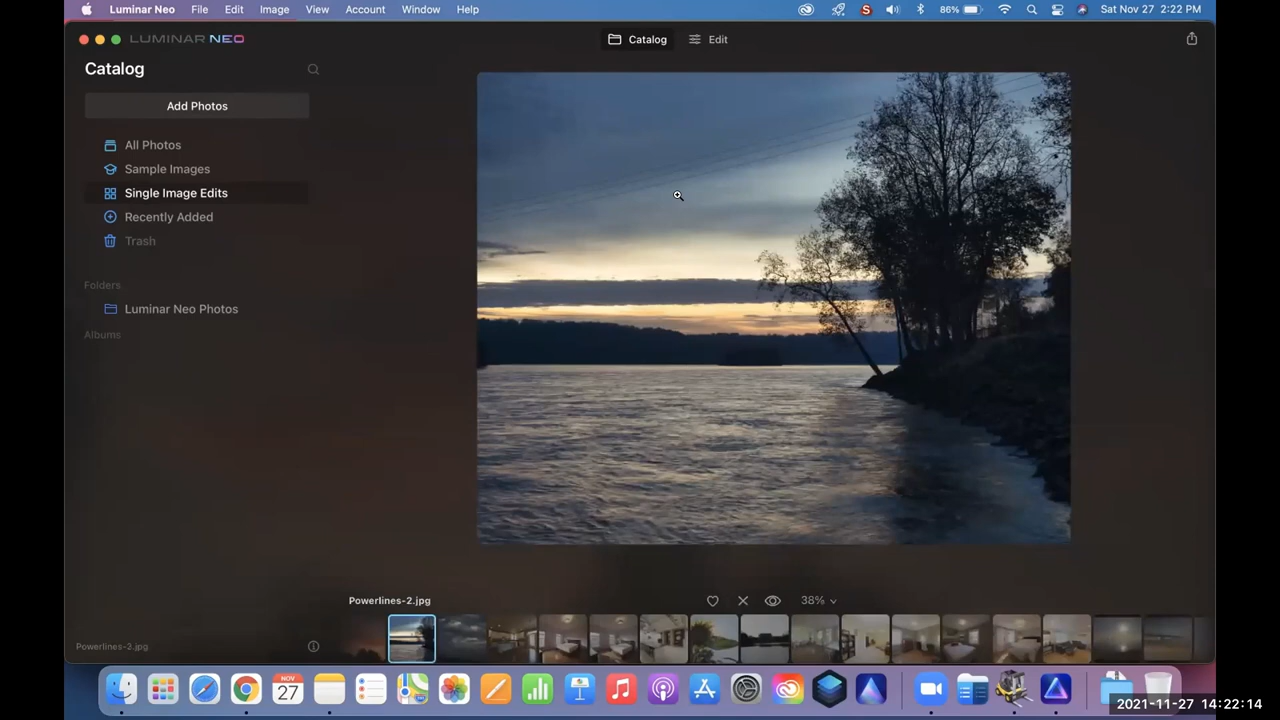 Luminar Neo File Edit Image View Account Window Help 86% Sat Nov 27 2:22 PM
LUMINAR NEO Catalog Edit
Catalog
Add Photos
All Photos
Sample Images
Single Image Edits
Recently Added
Trash
Folders
Luminar Neo Photos
Albums
Powerlines-2.jpg 38%
Powerlines-2.jpg
NOV
27
2021-11-27 14:22:14